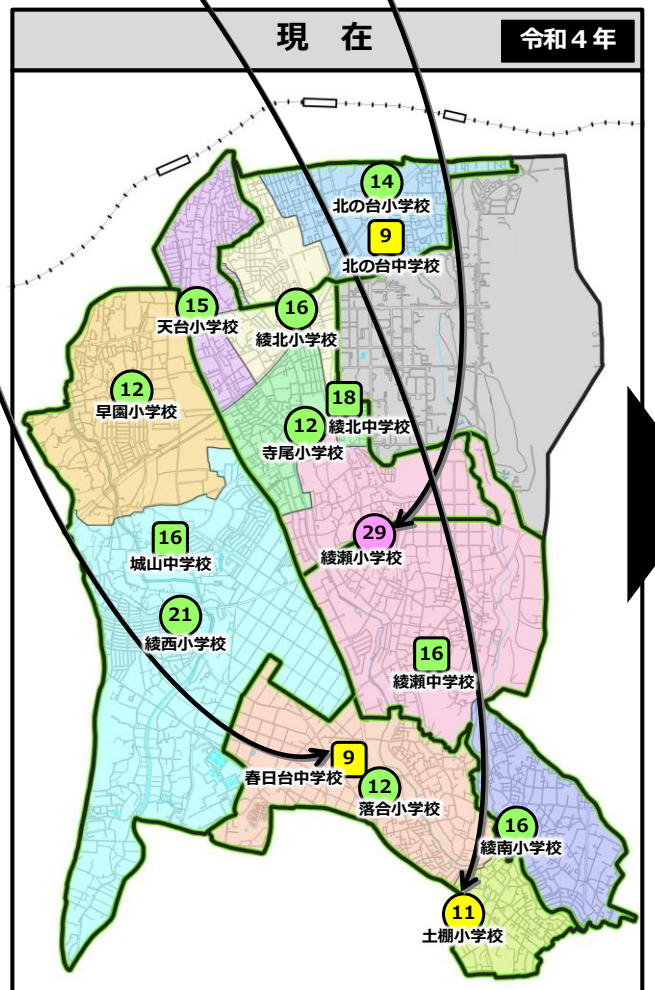 現 在
令和４年
14
北の台小学校
9
北の台中学校
15
天台小学校
16
綾北小学校
12
早園小学校
18
綾北中学校
12
寺尾小学校
29
綾瀬小学校
16
城山中学校
21
綾西小学校
16
綾瀬中学校
9
春日台中学校
12
落合小学校
16
綾南小学校
11
土棚小学校